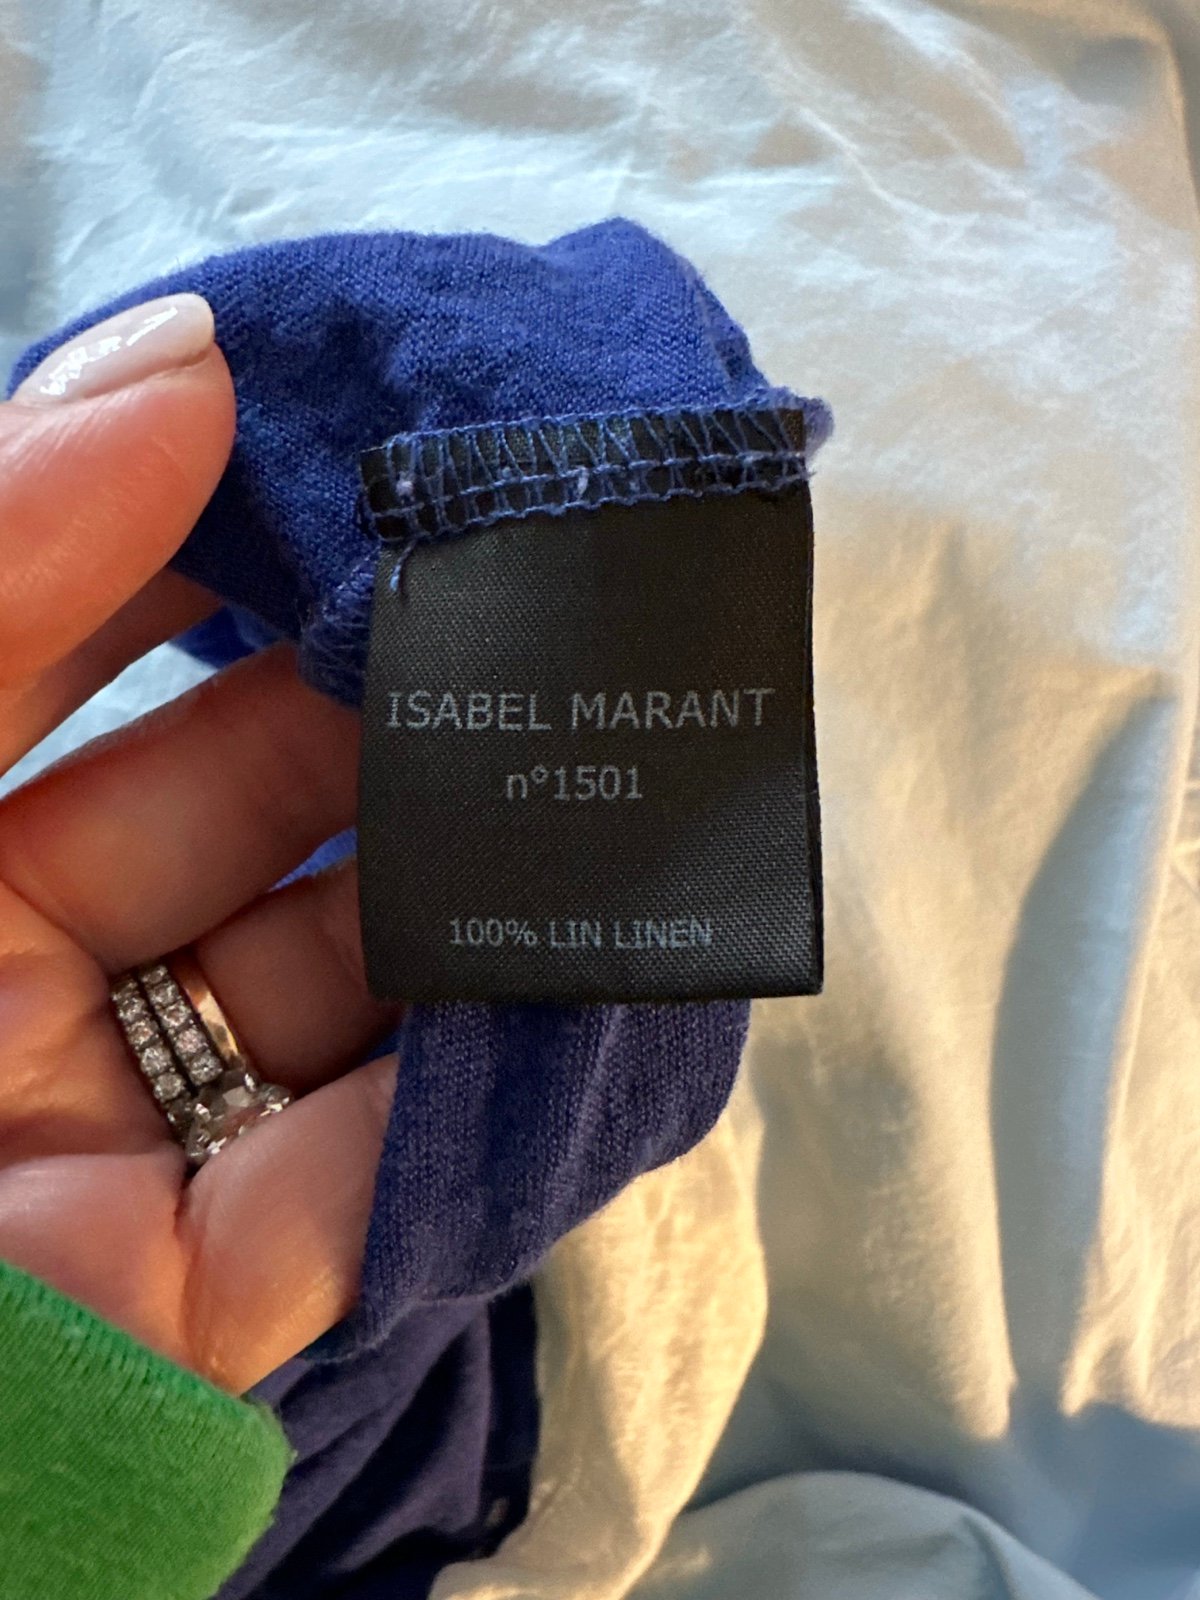 ISABEL MARANT
n°1501
100% LIN LINEN